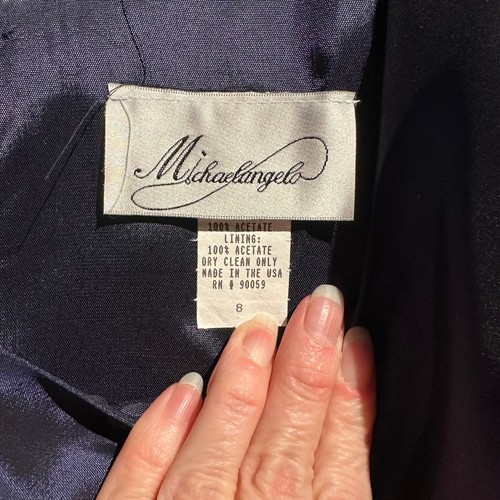 Michaelangelo
100% ACETATE
LINING:
100% ACETATE
DRY CLEAN ONLY
MADE IN THE USA
RN # 90059
8